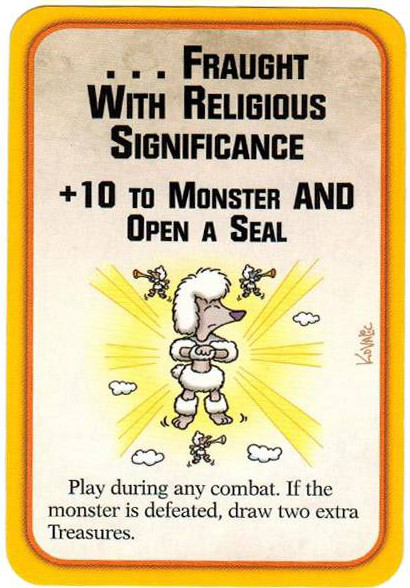 . . . Fraught
With Religious
Significance
+10 to Monster AND
Open a Seal
Kovalic
Play during any combat. If the
monster is defeated, draw two extra
Treasures.